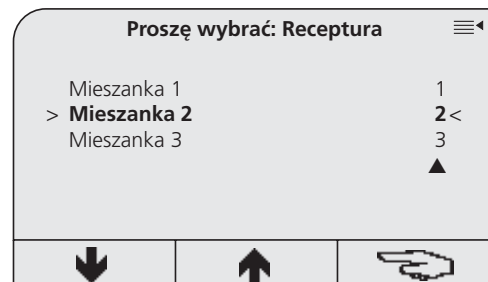 Proszę wybrać: Receptura
Mieszanka 1 1
> Mieszanka 2 2 <
Mieszanka 3 3